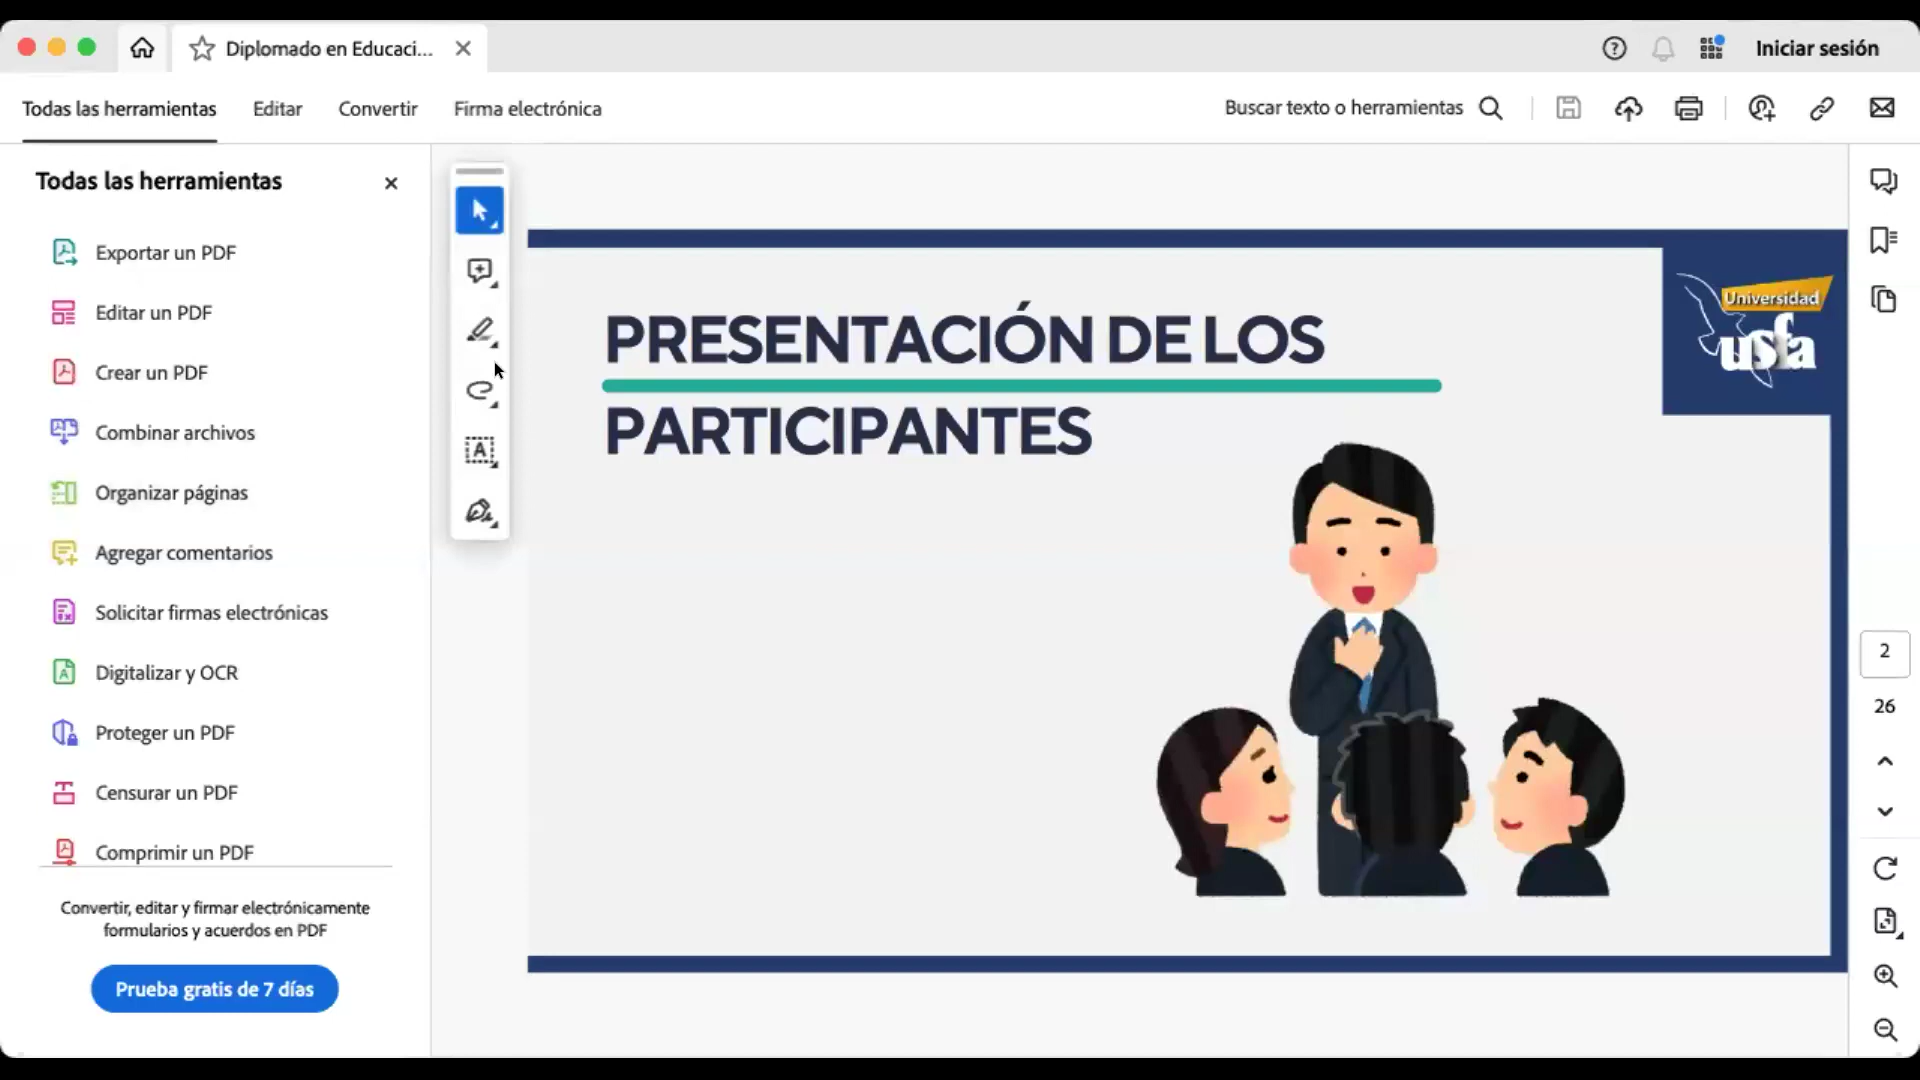 Diplomado en Educaci...
Iniciar sesión
Todas las herramientas
Editar
Convertir
Firma electrónica
Buscar texto o herramientas
Todas las herramientas
Exportar un PDF
Editar un PDF
Crear un PDF
Combinar archivos
Organizar páginas
Agregar comentarios
Solicitar firmas electrónicas
Digitalizar y OCR
Proteger un PDF
Censurar un PDF
Comprimir un PDF
Convertir, editar y firmar electrónicamente
formularios y acuerdos en PDF
Prueba gratis de 7 días
PRESENTACIÓN DE LOS
PARTICIPANTES
Universidad
usfa
2
26